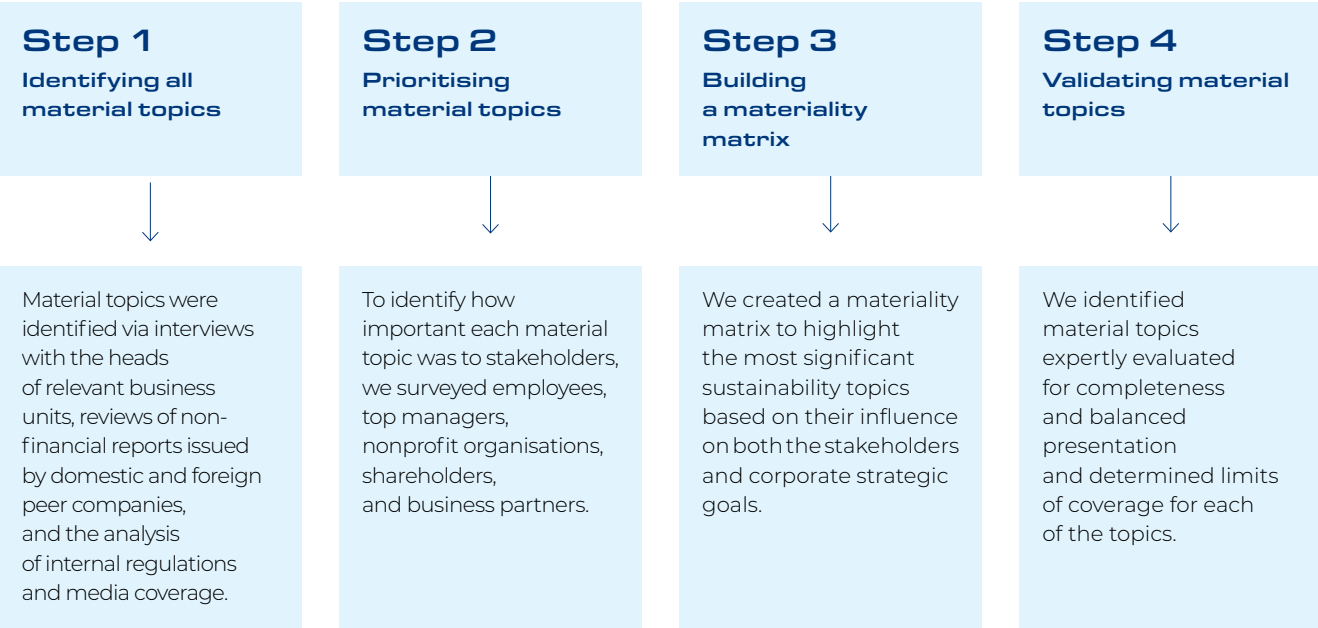 Step 1
Identifying all
material topics
Step 2
Prioritising
material topics
Step 3
Building
a materiality
matrix
Step 4
Validating material
topics
Material topics were
identified via interviews
with the heads
of relevant business
units, reviews of non-
financial reports issued
by domestic and foreign
peer companies,
and the analysis
of internal regulations
and media coverage.
To identify how
important each material
topic was to stakeholders,
we surveyed employees,
top managers,
nonprofit organisations,
shareholders,
and business partners.
We created a materiality
matrix to highlight
the most significant
sustainability topics
based on their influence
on both the stakeholders
and corporate strategic
goals.
We identified
material topics
expertly evaluated
for completeness
and balanced
presentation
and determined limits
of coverage for each
of the topics.